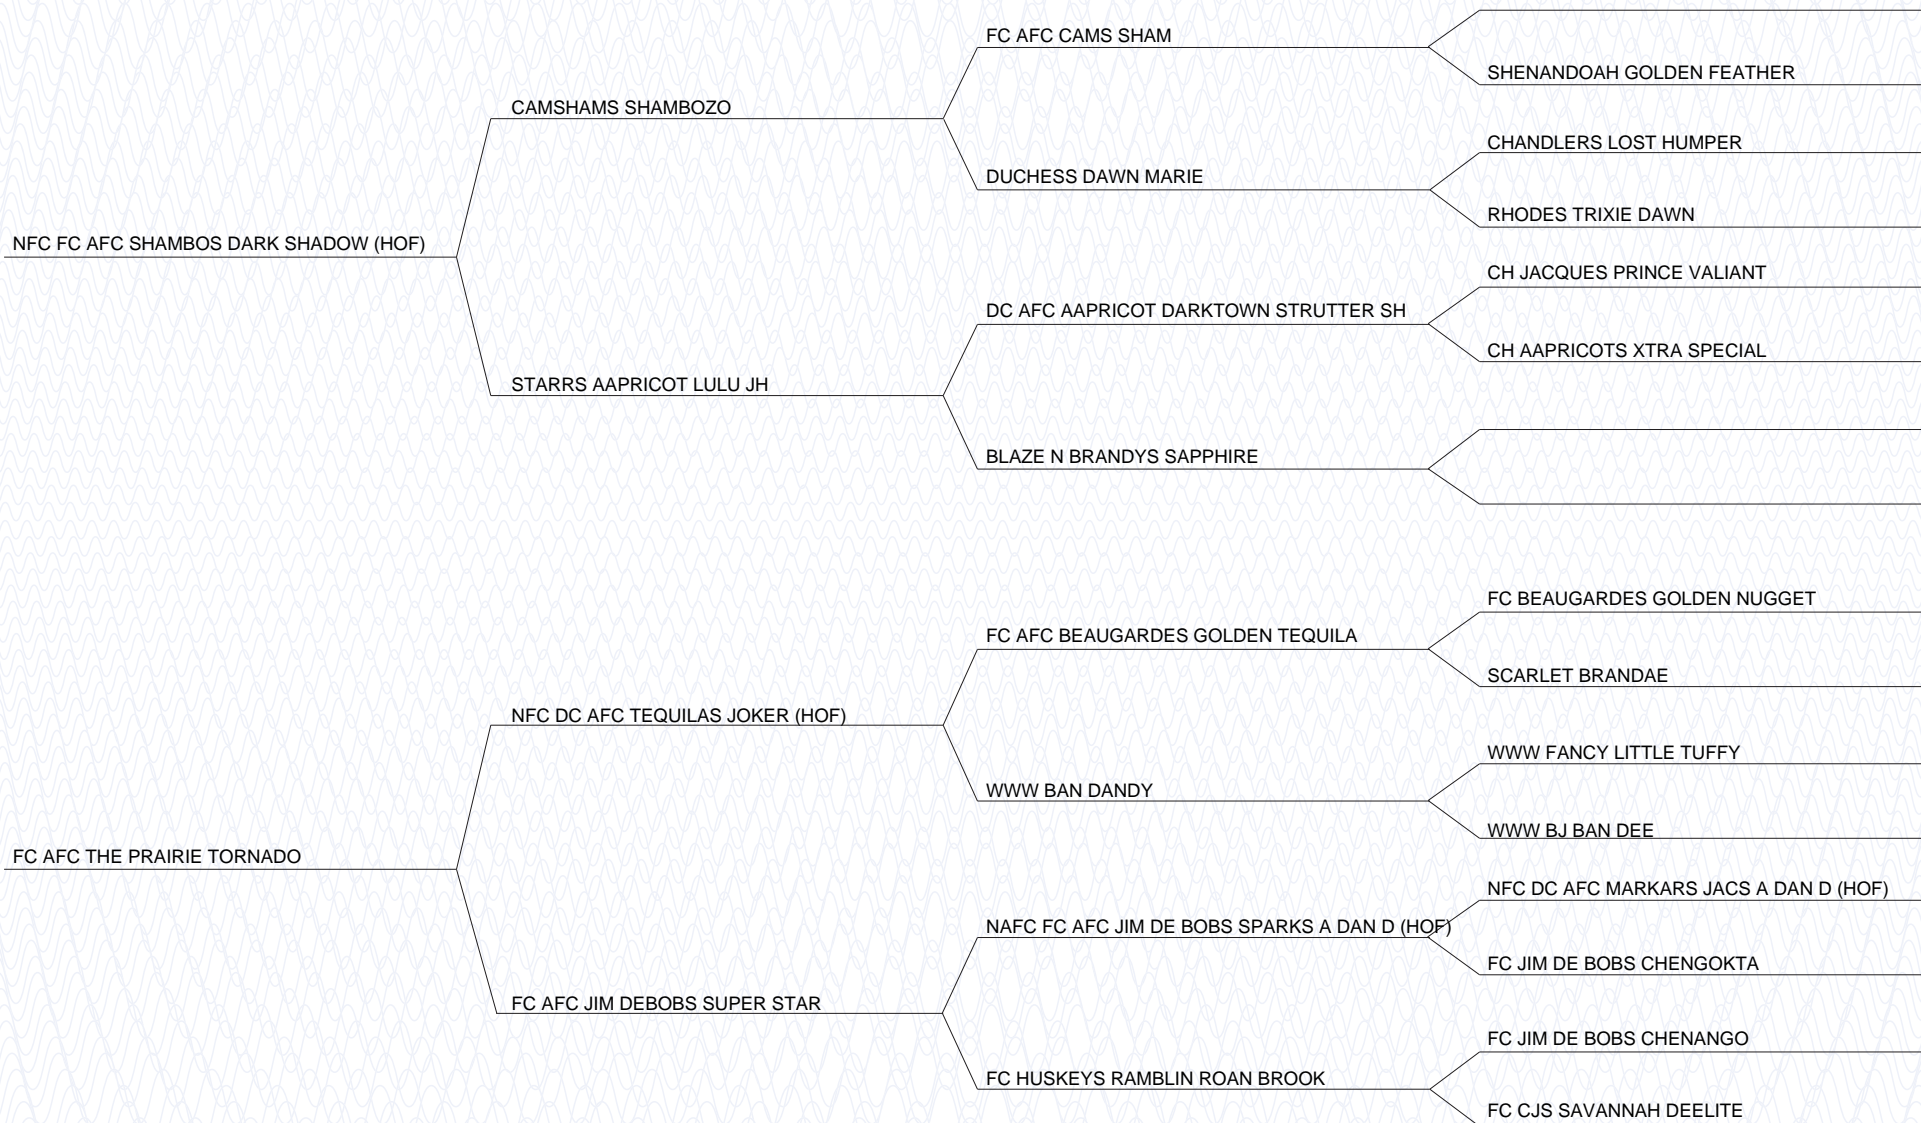 FC AFC CAMS SHAM
SHENANDOAH GOLDEN FEATHER
CAMSHAMS SHAMBOZO
CHANDLERS LOST HUMPER
DUCHESS DAWN MARIE
RHODES TRIXIE DAWN
NFC FC AFC SHAMBOS DARK SHADOW (HOF)
CH JACQUES PRINCE VALIANT
DC AFC AAPRICOT DARKTOWN STRUTTER SH
CH AAPRICOTS XTRA SPECIAL
STARRS AAPRICOT LULU JH
BLAZE N BRANDYS SAPPHIRE
FC BEAUGARDES GOLDEN NUGGET
FC AFC BEAUGARDES GOLDEN TEQUILA
SCARLET BRANDAE
NFC DC AFC TEQUILAS JOKER (HOF)
WWW FANCY LITTLE TUFFY
WWW BAN DANDY
WWW BJ BAN DEE
FC AFC THE PRAIRIE TORNADO
NFC DC AFC MARKARS JACS A DAN D (HOF)
NAFC FC AFC JIM DE BOBS SPARKS A DAN D (HOF)
FC JIM DE BOBS CHENGOKTA
FC AFC JIM DEBOBS SUPER STAR
FC JIM DE BOBS CHENANGO
FC HUSKEYS RAMBLIN ROAN BROOK
FC CJS SAVANNAH DEELITE